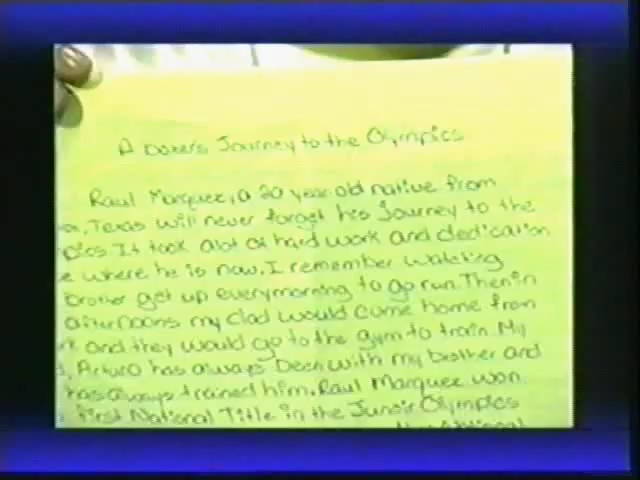 A boxer's Journey to the Olympics
Raul Marquez, a 20 year old native from
Texas will never forget his Journey to the
It took alot of hard work and dedication
where he is now. I remember watching
brother get up everymorning to go run. Then in
afternoons my dad would come home from
and they would go to the gym to train. My
Arturo has always been with my brother and
has always trained him. Raul Marquez won
first National Title in the Junoir Olympics